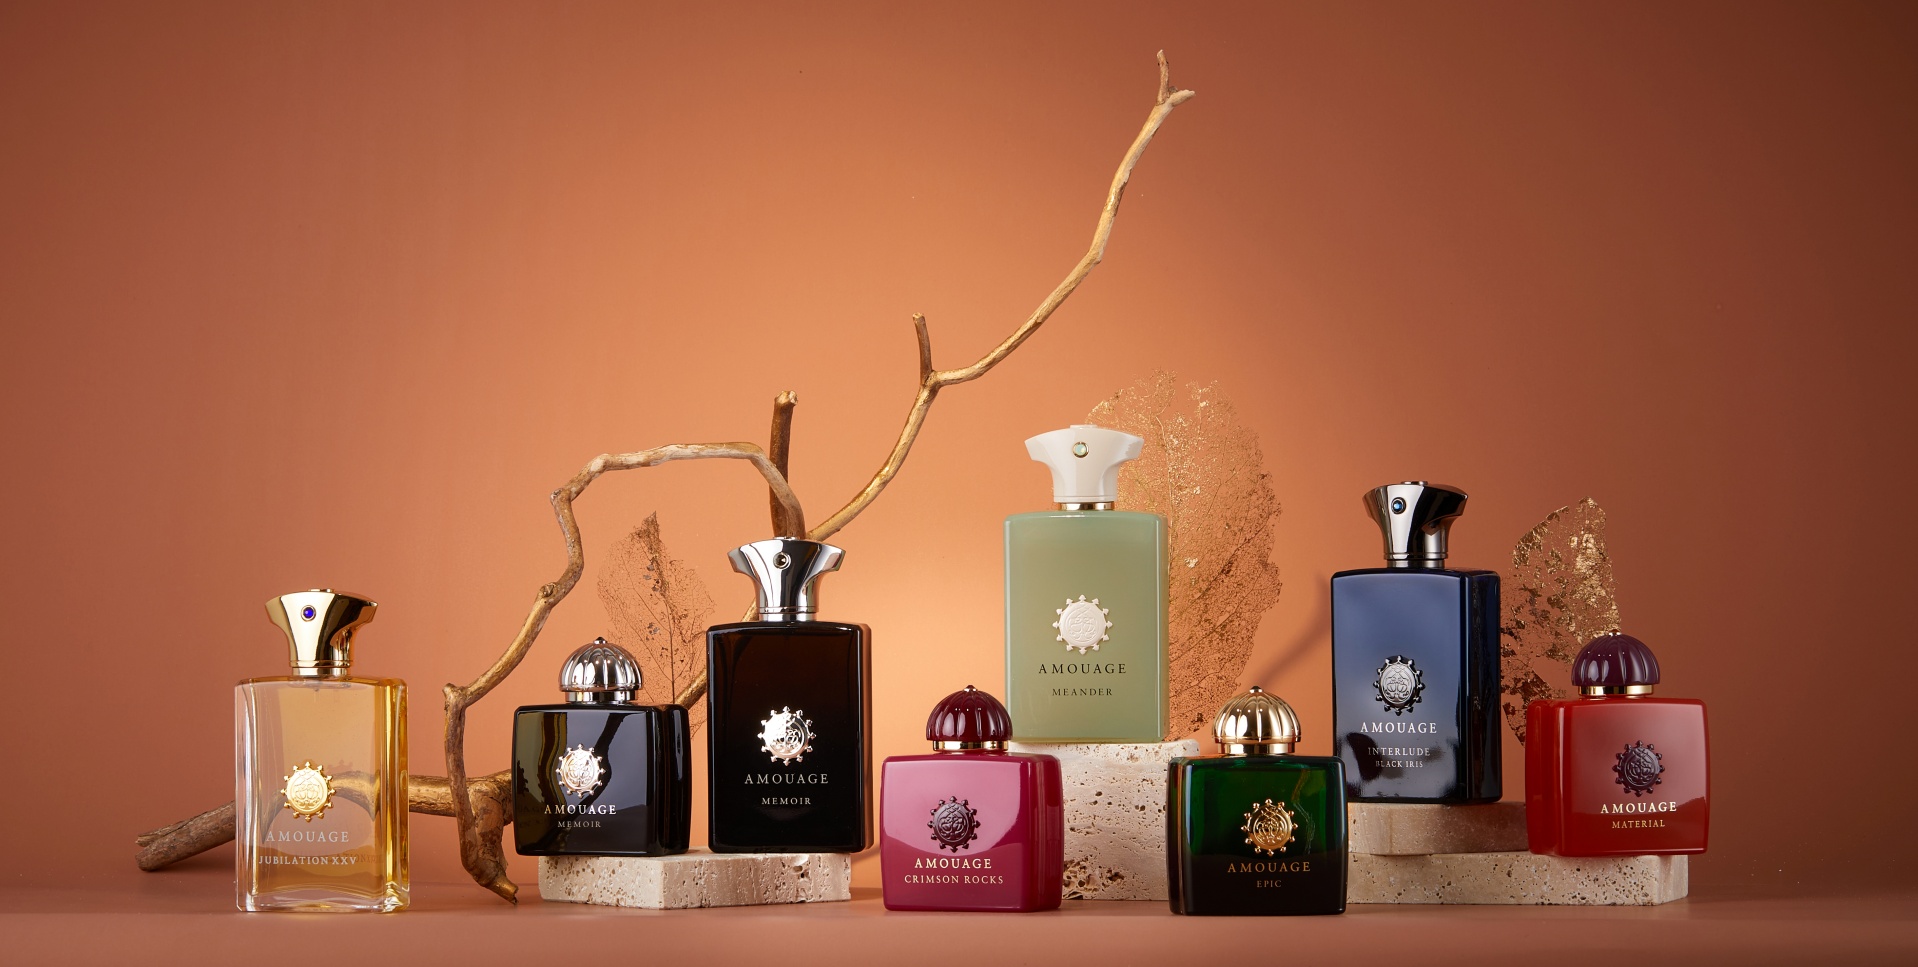 AMOUAGE
JUBILATION XXV
AMOUAGE
MEMOIR
AMOUAGE
MEMOIR
AMOUAGE
CRIMSON ROCKS
AMOUAGE
MEANDER
AMOUAGE
EPIC
AMOUAGE
INTERLUDE
BLACK IRIS
AMOUAGE
MATERIAL